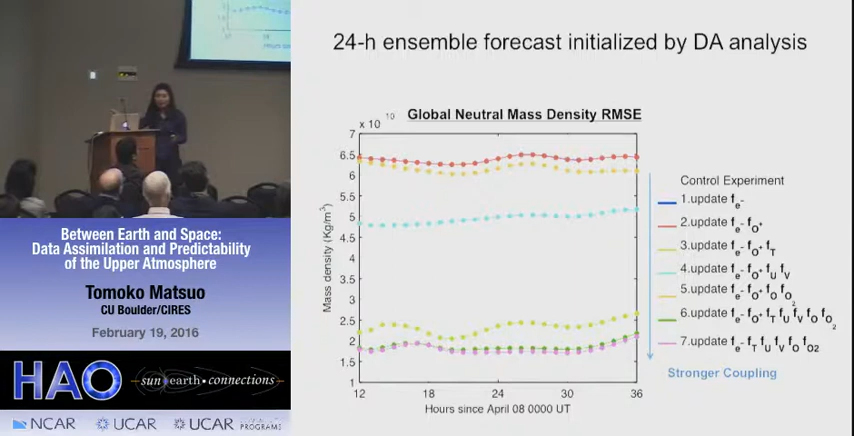 24-h ensemble forecast initialized by DA analysis
Global Neutral Mass Density RMSE
x 10 10
7
6.5
6
5.5
5
4.5
4
3.5
3
2.5
2
1.5
1
Mass density (Kg/m³)
12 18 24 30 36
Hours since April 08 0000 UT
Control Experiment
1.update fe-
2.update fe- fO+
3.update fe- fO+ fT
4.update fe- fO+ fU fV
5.update fe- fO+ fO fO2
6.update fe- fO+ fT fU fV fO fO2
7.update fe- fT fU fV fO fO2
Stronger Coupling
Between Earth and Space:
Data Assimilation and Predictability
of the Upper Atmosphere
Tomoko Matsuo
CU Boulder/CIRES
February 19, 2016
HAO sun•earth•connections
NCAR UCAR UCAR PROGRAMS